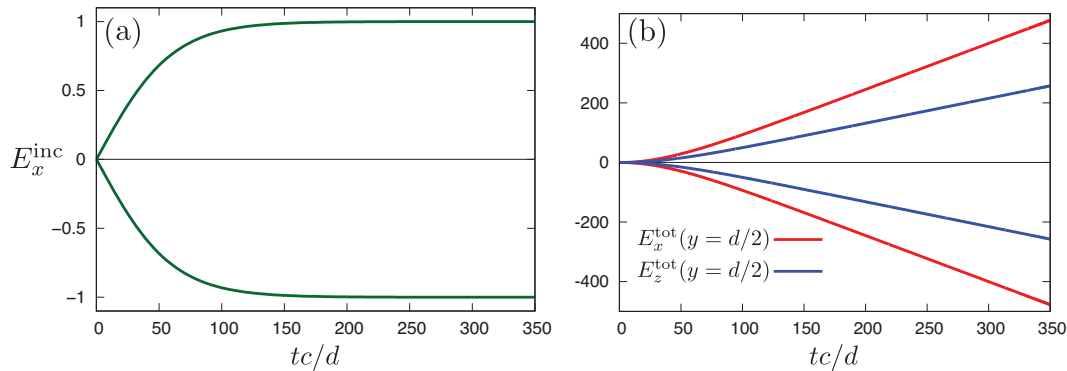 (a)
1
0.5
0
−0.5
−1
E_x^inc
0 50 100 150 200 250 300 350
tc/d
(b)
400
200
0
-200
-400
E_x^tot(y = d/2)
E_z^tot(y = d/2)
0 50 100 150 200 250 300 350
tc/d